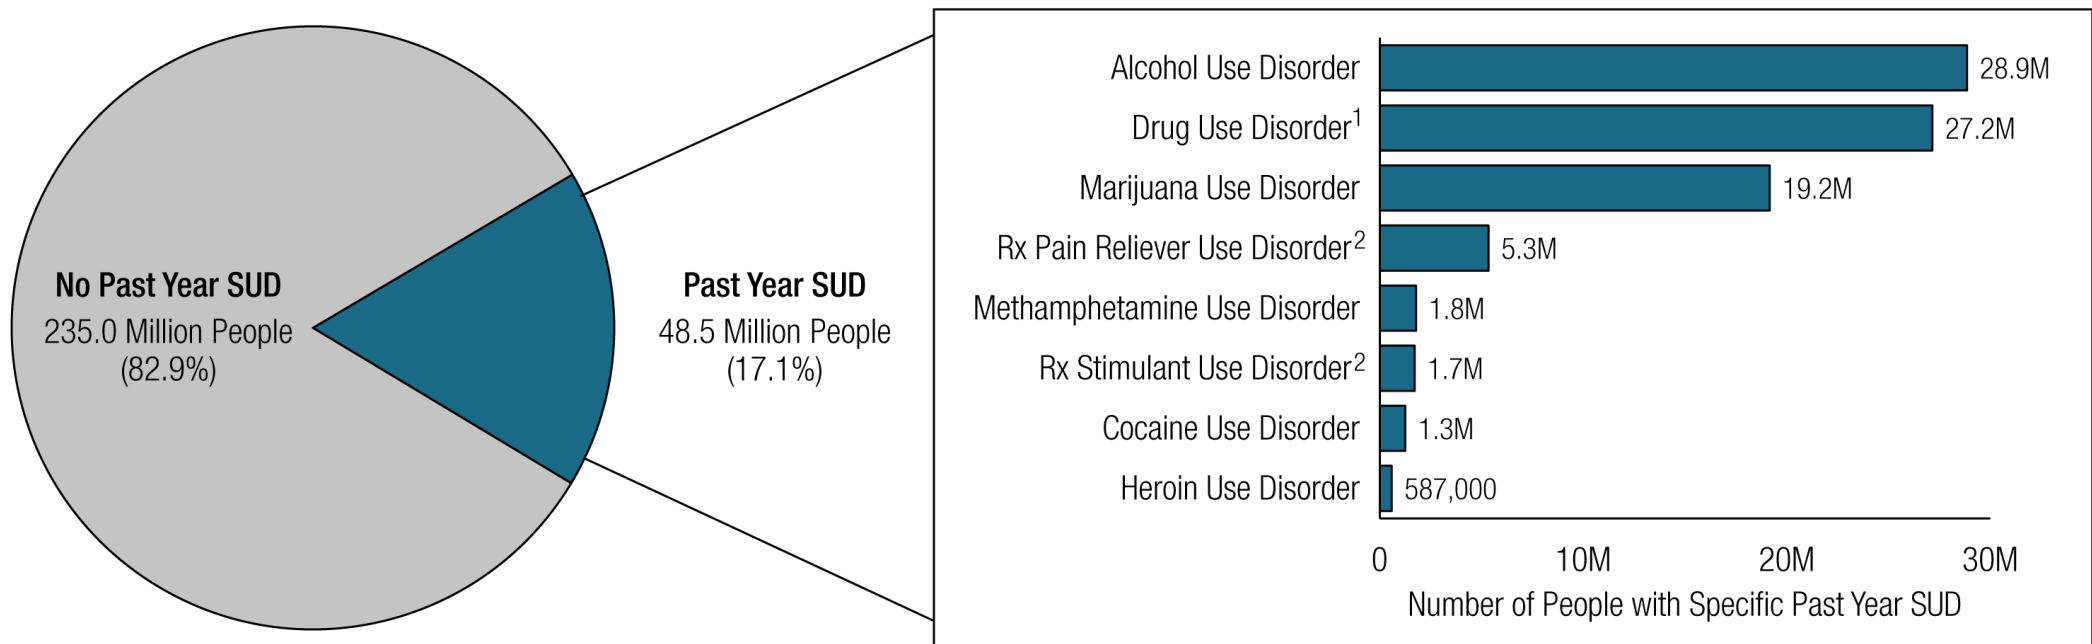 No Past Year SUD
235.0 Million People
(82.9%)
Past Year SUD
48.5 Million People
(17.1%)
Alcohol Use Disorder 28.9M
Drug Use Disorder¹ 27.2M
Marijuana Use Disorder 19.2M
Rx Pain Reliever Use Disorder² 5.3M
Methamphetamine Use Disorder 1.8M
Rx Stimulant Use Disorder² 1.7M
Cocaine Use Disorder 1.3M
Heroin Use Disorder 587,000
0 10M 20M 30M
Number of People with Specific Past Year SUD